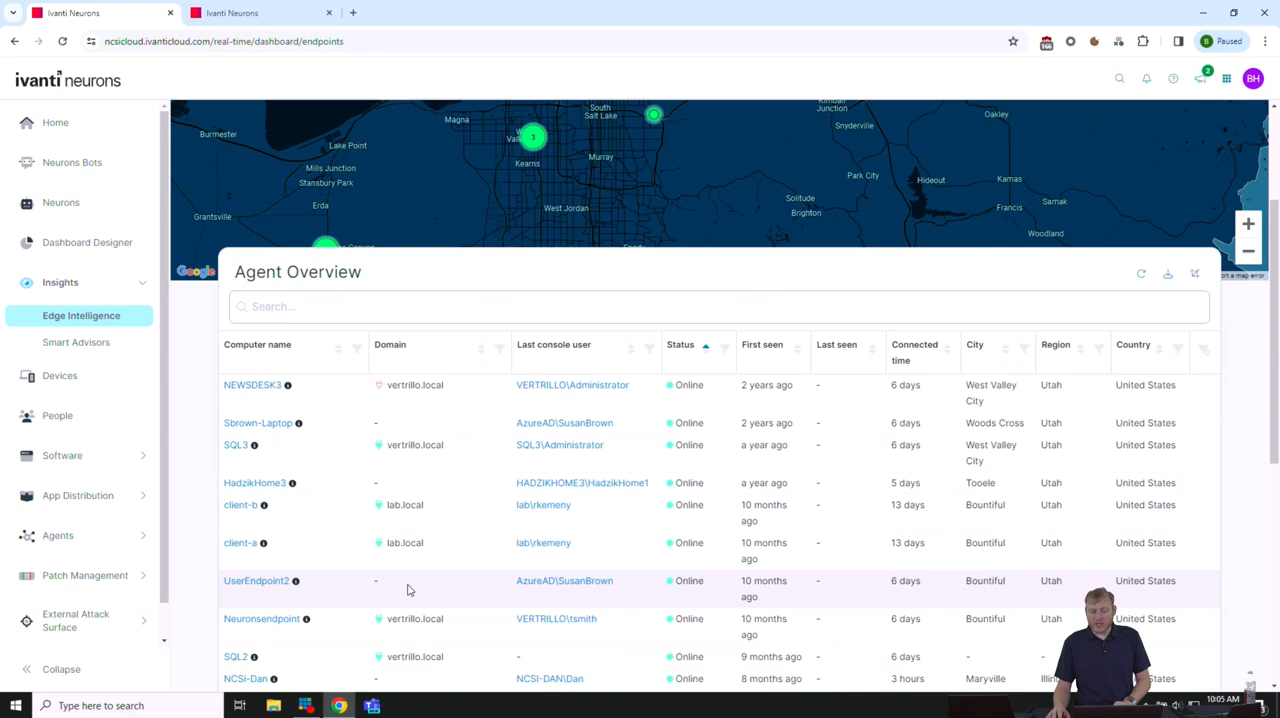 Ivanti Neurons
Ivanti Neurons
ncsicloud.ivanticloud.com/real-time/dashboard/endpoints
166
B Paused
ivanti neurons
2
BH
Home
Neurons Bots
Neurons
Dashboard Designer
Insights
Edge Intelligence
Smart Advisors
Devices
People
Software
App Distribution
Agents
Patch Management
External Attack
Surface
Collapse
Burmester
Grantsville
Lake Point
Mills Junction
Stansbury Park
Erda
Magna
Kearns
3
South
Salt Lake
Murray
West Jordan
Solitude
Brighton
Snyderville
Park City
Hideout
Oakley
Kamas
Francis
Samak
Woodland
Google
Agent Overview
Search...
Computer name Domain Last console user Status First seen Last seen Connected time City Region Country
NEWSDESK3 vertrillo.local VERTRILLO\Administrator Online 2 years ago - 6 days West Valley City Utah United States
Sbrown-Laptop - AzureAD\SusanBrown Online 2 years ago - 6 days Woods Cross Utah United States
SQL3 vertrillo.local SQL3\Administrator Online a year ago - 6 days West Valley City Utah United States
HadzikHome3 - HADZIKHOME3\HadzikHome1 Online a year ago - 5 days Tooele Utah United States
client-b lab.local lab\rkemeny Online 10 months ago - 13 days Bountiful Utah United States
client-a lab.local lab\rkemeny Online 10 months ago - 13 days Bountiful Utah United States
UserEndpoint2 - AzureAD\SusanBrown Online 10 months ago - 6 days Bountiful Utah United States
Neuronsendpoint vertrillo.local VERTRILLO\tsmith Online 10 months ago - 6 days Bountiful Utah United States
SQL2 vertrillo.local - Online 9 months ago - 6 days - - -
NCSi-Dan NCSI-DAN\Dan Online 8 months ago - 3 hours Maryville United States
Type here to search
10:05 AM